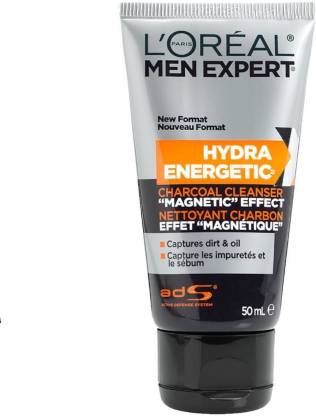 L'ORÉAL
PARIS
MEN EXPERT
New Format
Nouveau Format
HYDRA
ENERGETIC
CHARCOAL CLEANSER
"MAGNETIC" EFFECT
NETTOYANT CHARBON
EFFET "MAGNÉTIQUE"
• Captures dirt & oil
• Capture les impuretés et
le sébum
adS
ACTIVE DEFENSE SYSTEM
50 mL e